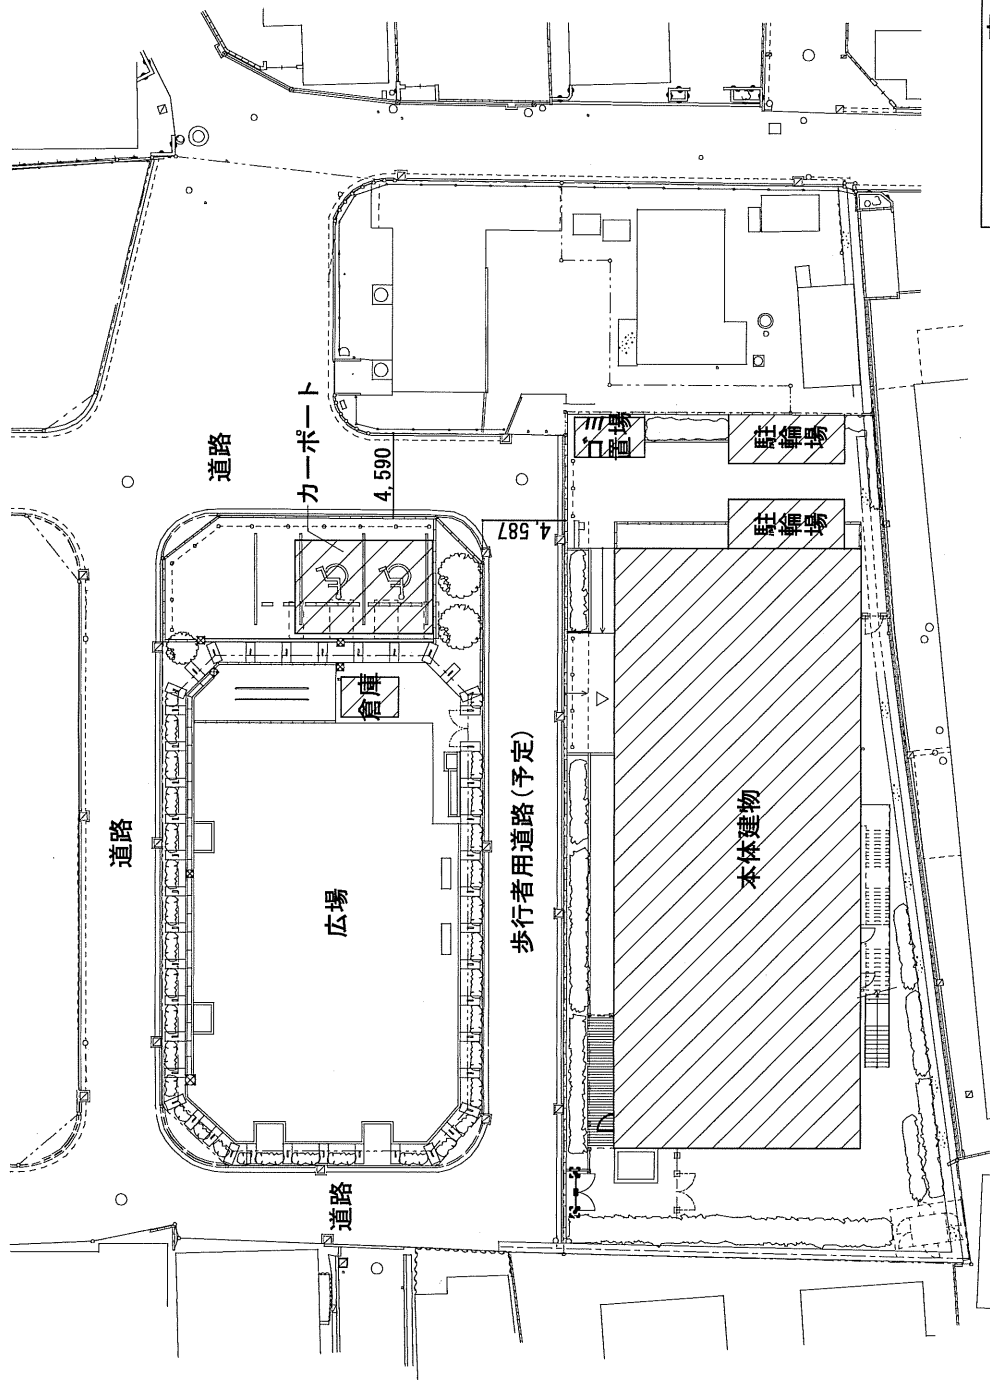 道路
カーポート
4,590
ゴミ
置場
駐輪場
4,587
駐輪場
倉庫
道路
広場
歩行者用道路(予定)
本体建物
道路